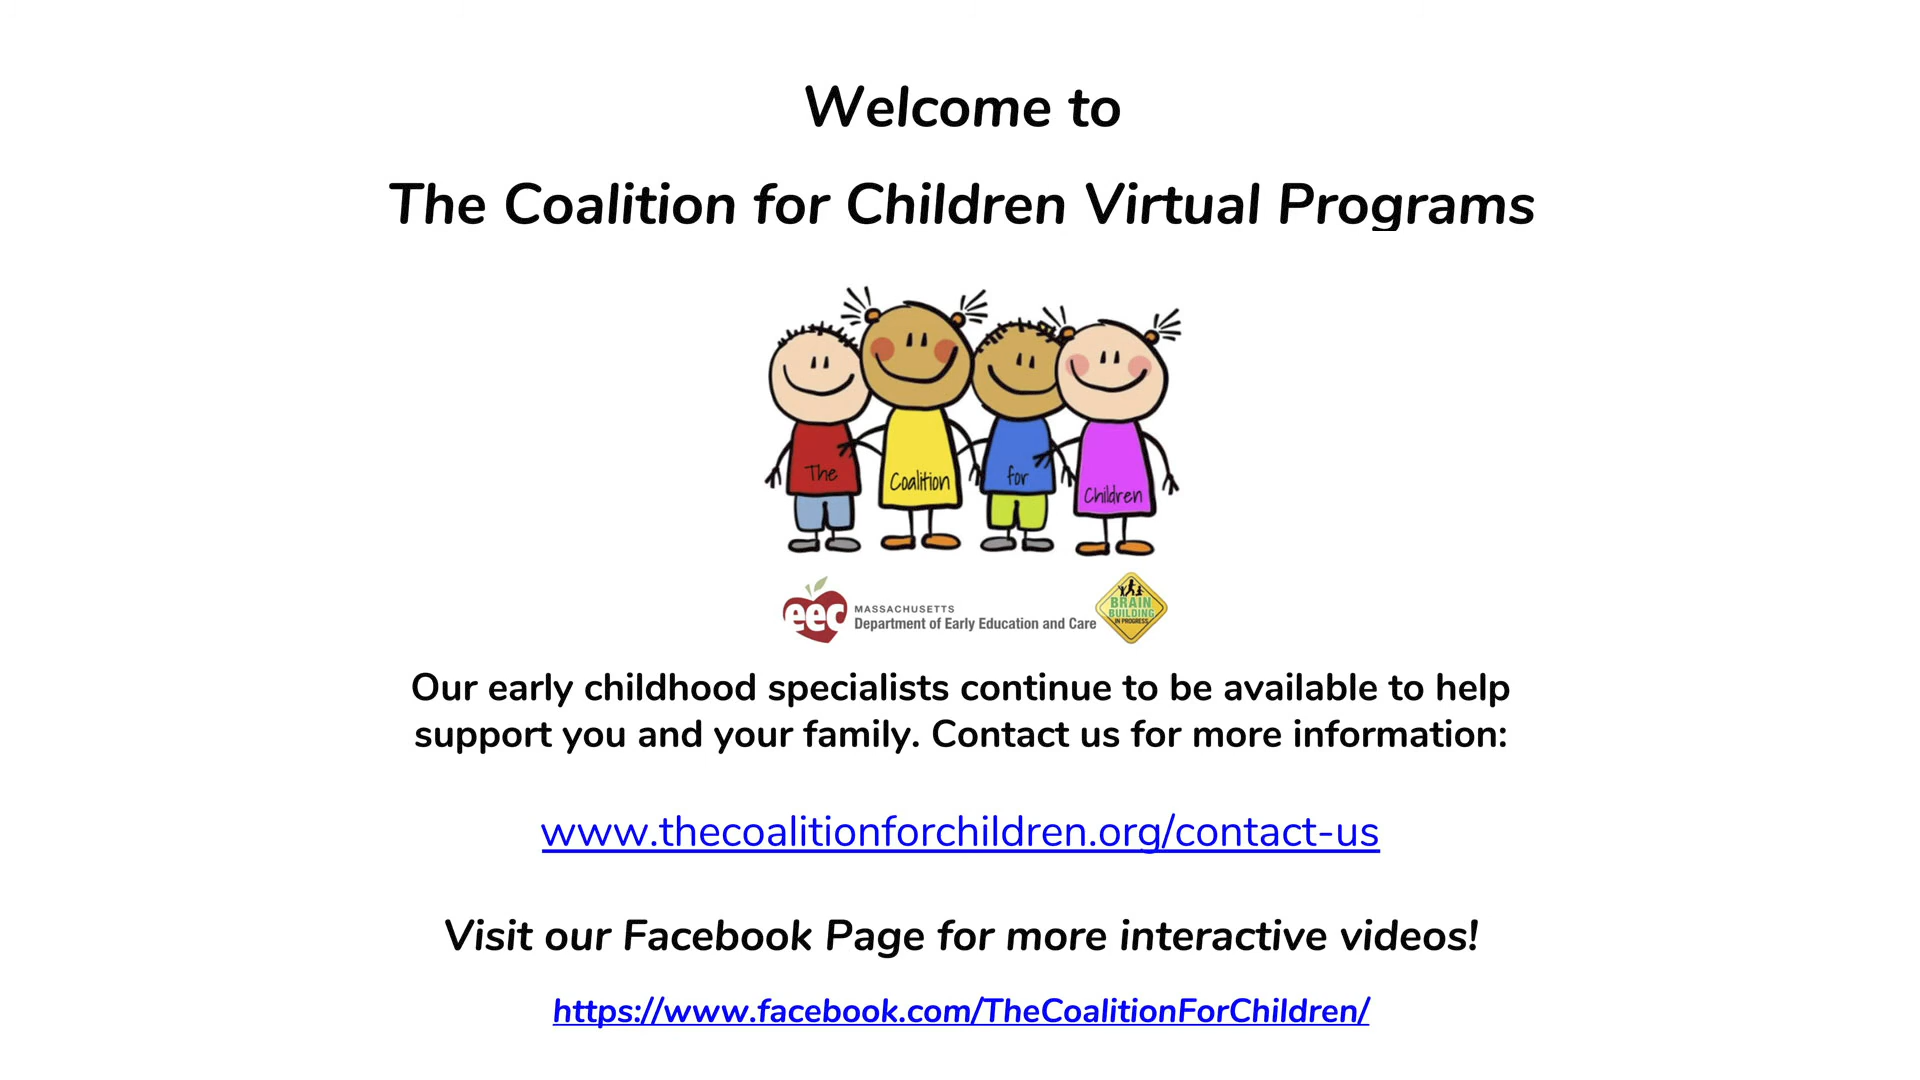 Welcome to
The Coalition for Children Virtual Programs
The
Coalition
for
Children
eec
MASSACHUSETTS
Department of Early Education and Care
BRAIN
BUILDING
IN PROGRESS
Our early childhood specialists continue to be available to help
support you and your family. Contact us for more information:
www.thecoalitionforchildren.org/contact-us
Visit our Facebook Page for more interactive videos!
https://www.facebook.com/TheCoalitionForChildren/